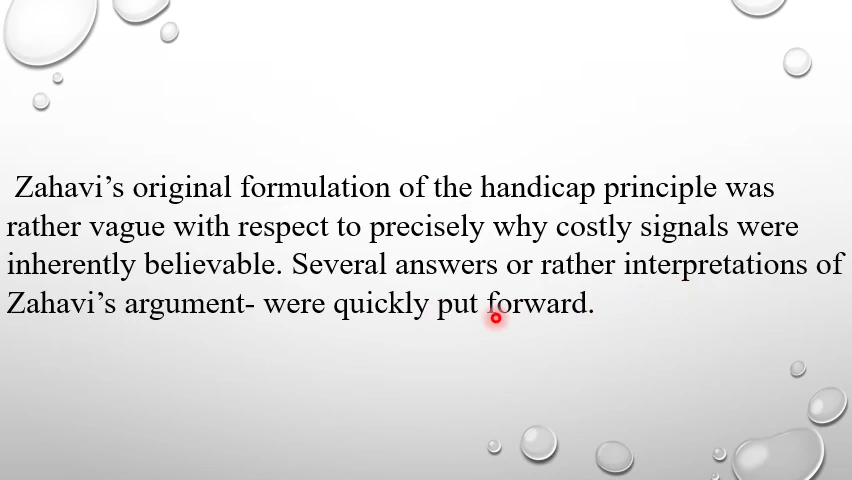 Zahavi’s original formulation of the handicap principle was
rather vague with respect to precisely why costly signals were
inherently believable. Several answers or rather interpretations of
Zahavi’s argument- were quickly put forward.